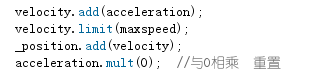 velocity.add(acceleration);
velocity.limit(maxspeed);
_position.add(velocity);
acceleration.mult(0);  //与0相乘  重置